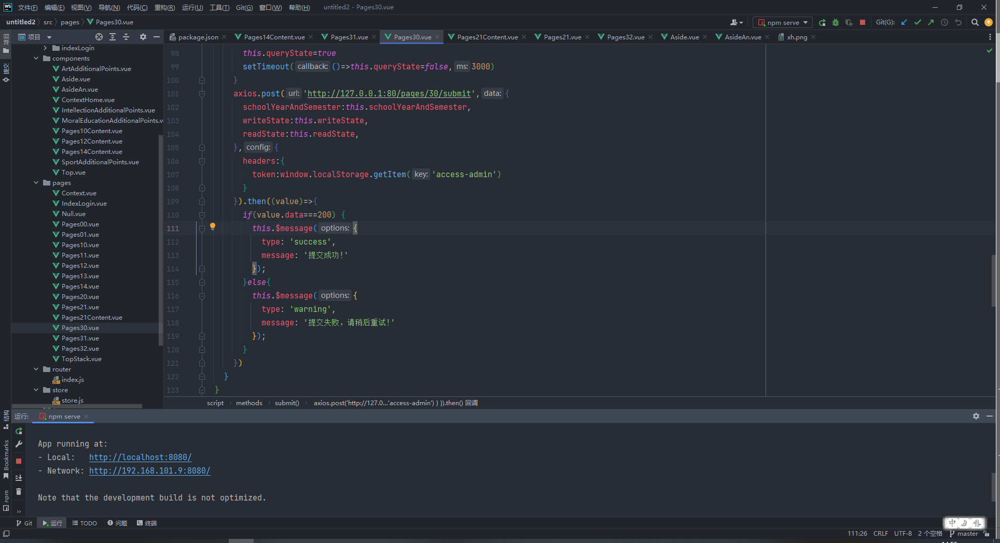 WS 文件(F) 编辑(E) 视图(V) 导航(N) 代码(C) 重构(R) 运行(U) 工具(T) Git(G) 窗口(W) 帮助(H) untitled2 - Pages30.vue
untitled2 src pages Pages30.vue npm serve Git(G):
项目 package.json Pages14Content.vue Pages31.vue Pages30.vue Pages21Content.vue Pages21.vue Pages32.vue Aside.vue AsideAn.vue xh.png
项目
提交
indexLogin
components
ArtAdditionalPoints.vue
Aside.vue
AsideAn.vue
ContextHome.vue
IntellectionAdditionalPoints.vue
MoralEducationAdditionalPoints.v
Pages10Content.vue
Pages12Content.vue
Pages14Content.vue
SportAdditionalPoints.vue
Top.vue
pages
Context.vue
IndexLogin.vue
Null.vue
Pages00.vue
Pages01.vue
Pages10.vue
Pages11.vue
Pages12.vue
Pages13.vue
Pages14.vue
Pages20.vue
Pages21.vue
Pages21Content.vue
Pages30.vue
Pages31.vue
Pages32.vue
TopStack.vue
router
index.js
store
store.js
98 this.queryState=true
99 setTimeout( callback: ()=>this.queryState=false, ms: 3000)
100 }
101 axios.post( url: 'http://127.0.0.1:80/pages/30/submit', data: {
102 schoolYearAndSemester:this.schoolYearAndSemester,
103 writeState:this.writeState,
104 readState:this.readState,
105 }, config: {
106 headers:{
107 token:window.localStorage.getItem( key: 'access-admin')
108 }
109 }).then((value)=>{
110 if(value.data===200) {
111 this.$message( options: {
112 type: 'success',
113 message: '提交成功!'
114 });
115 }else{
116 this.$message( options: {
117 type: 'warning',
118 message: '提交失败，请稍后重试!'
119 });
120 }
121 })
122 }
123 }
script methods submit() axios.post('http://127.0...'access-admin') } }).then() 回调
结构
Bookmarks
npm
运行: npm serve
App running at:
- Local: http://localhost:8080/
- Network: http://192.168.101.9:8080/
Note that the development build is not optimized.
Git 运行 TODO 问题 终端
中
111:26 CRLF UTF-8 2 个空格 master